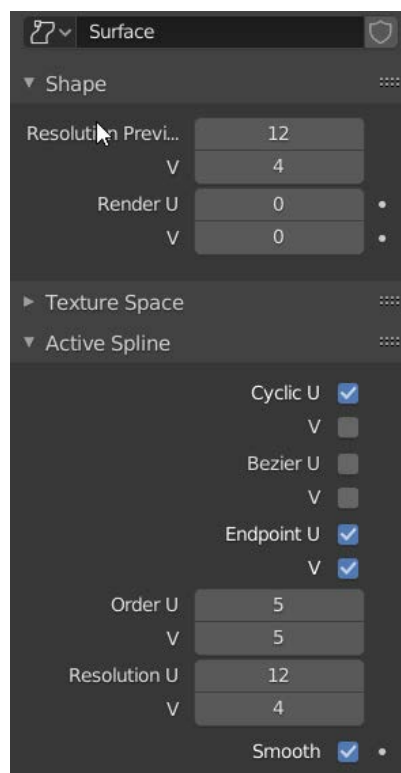 Surface
Shape
Resolution Previ... 12
V 4
Render U 0
V 0
Texture Space
Active Spline
Cyclic U
V
Bezier U
V
Endpoint U
V
Order U 5
V 5
Resolution U 12
V 4
Smooth